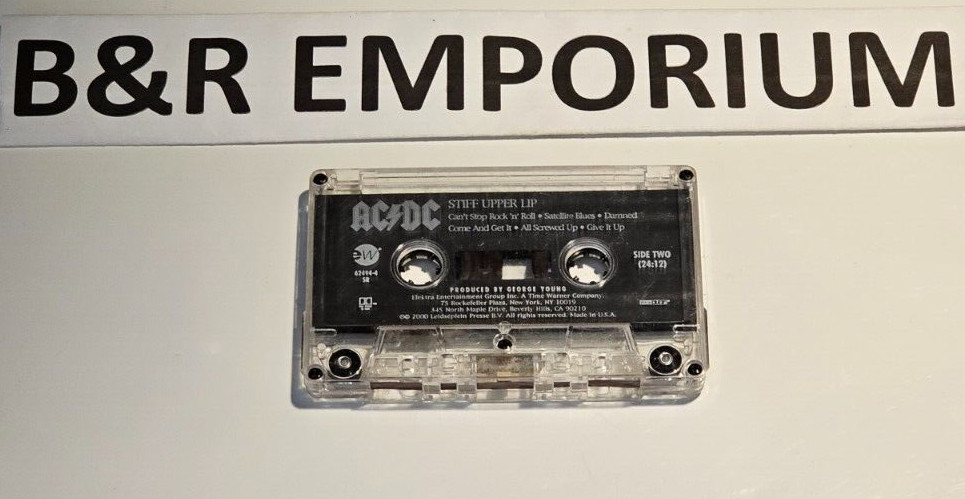 B&R EMPORIUM
AC/DC
STIFF UPPER LIP
Can't Stop Rock 'n' Roll • Satellite Blues • Damned
Come And Get It • All Screwed Up • Give It Up
ew
62494-4
SR
SIDE TWO
(24:12)
PRODUCED BY GEORGE YOUNG
Elektra Entertainment Group Inc. A Time Warner Company.
75 Rockefeller Plaza, New York, NY 10019
345 North Maple Drive, Beverly Hills, CA 90210
℗© 2000 Leidseplein Presse B.V. All rights reserved. Made in U.S.A.